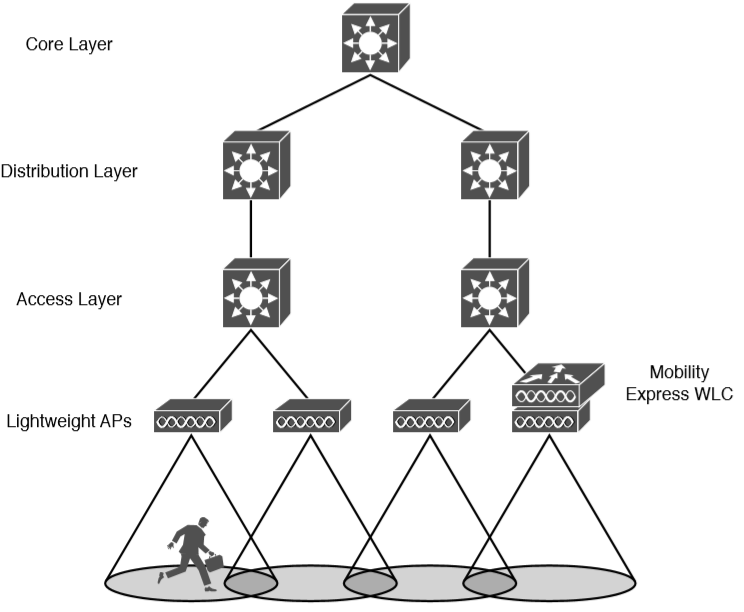 Core Layer
Distribution Layer
Access Layer
Mobility
Express WLC
Lightweight APs